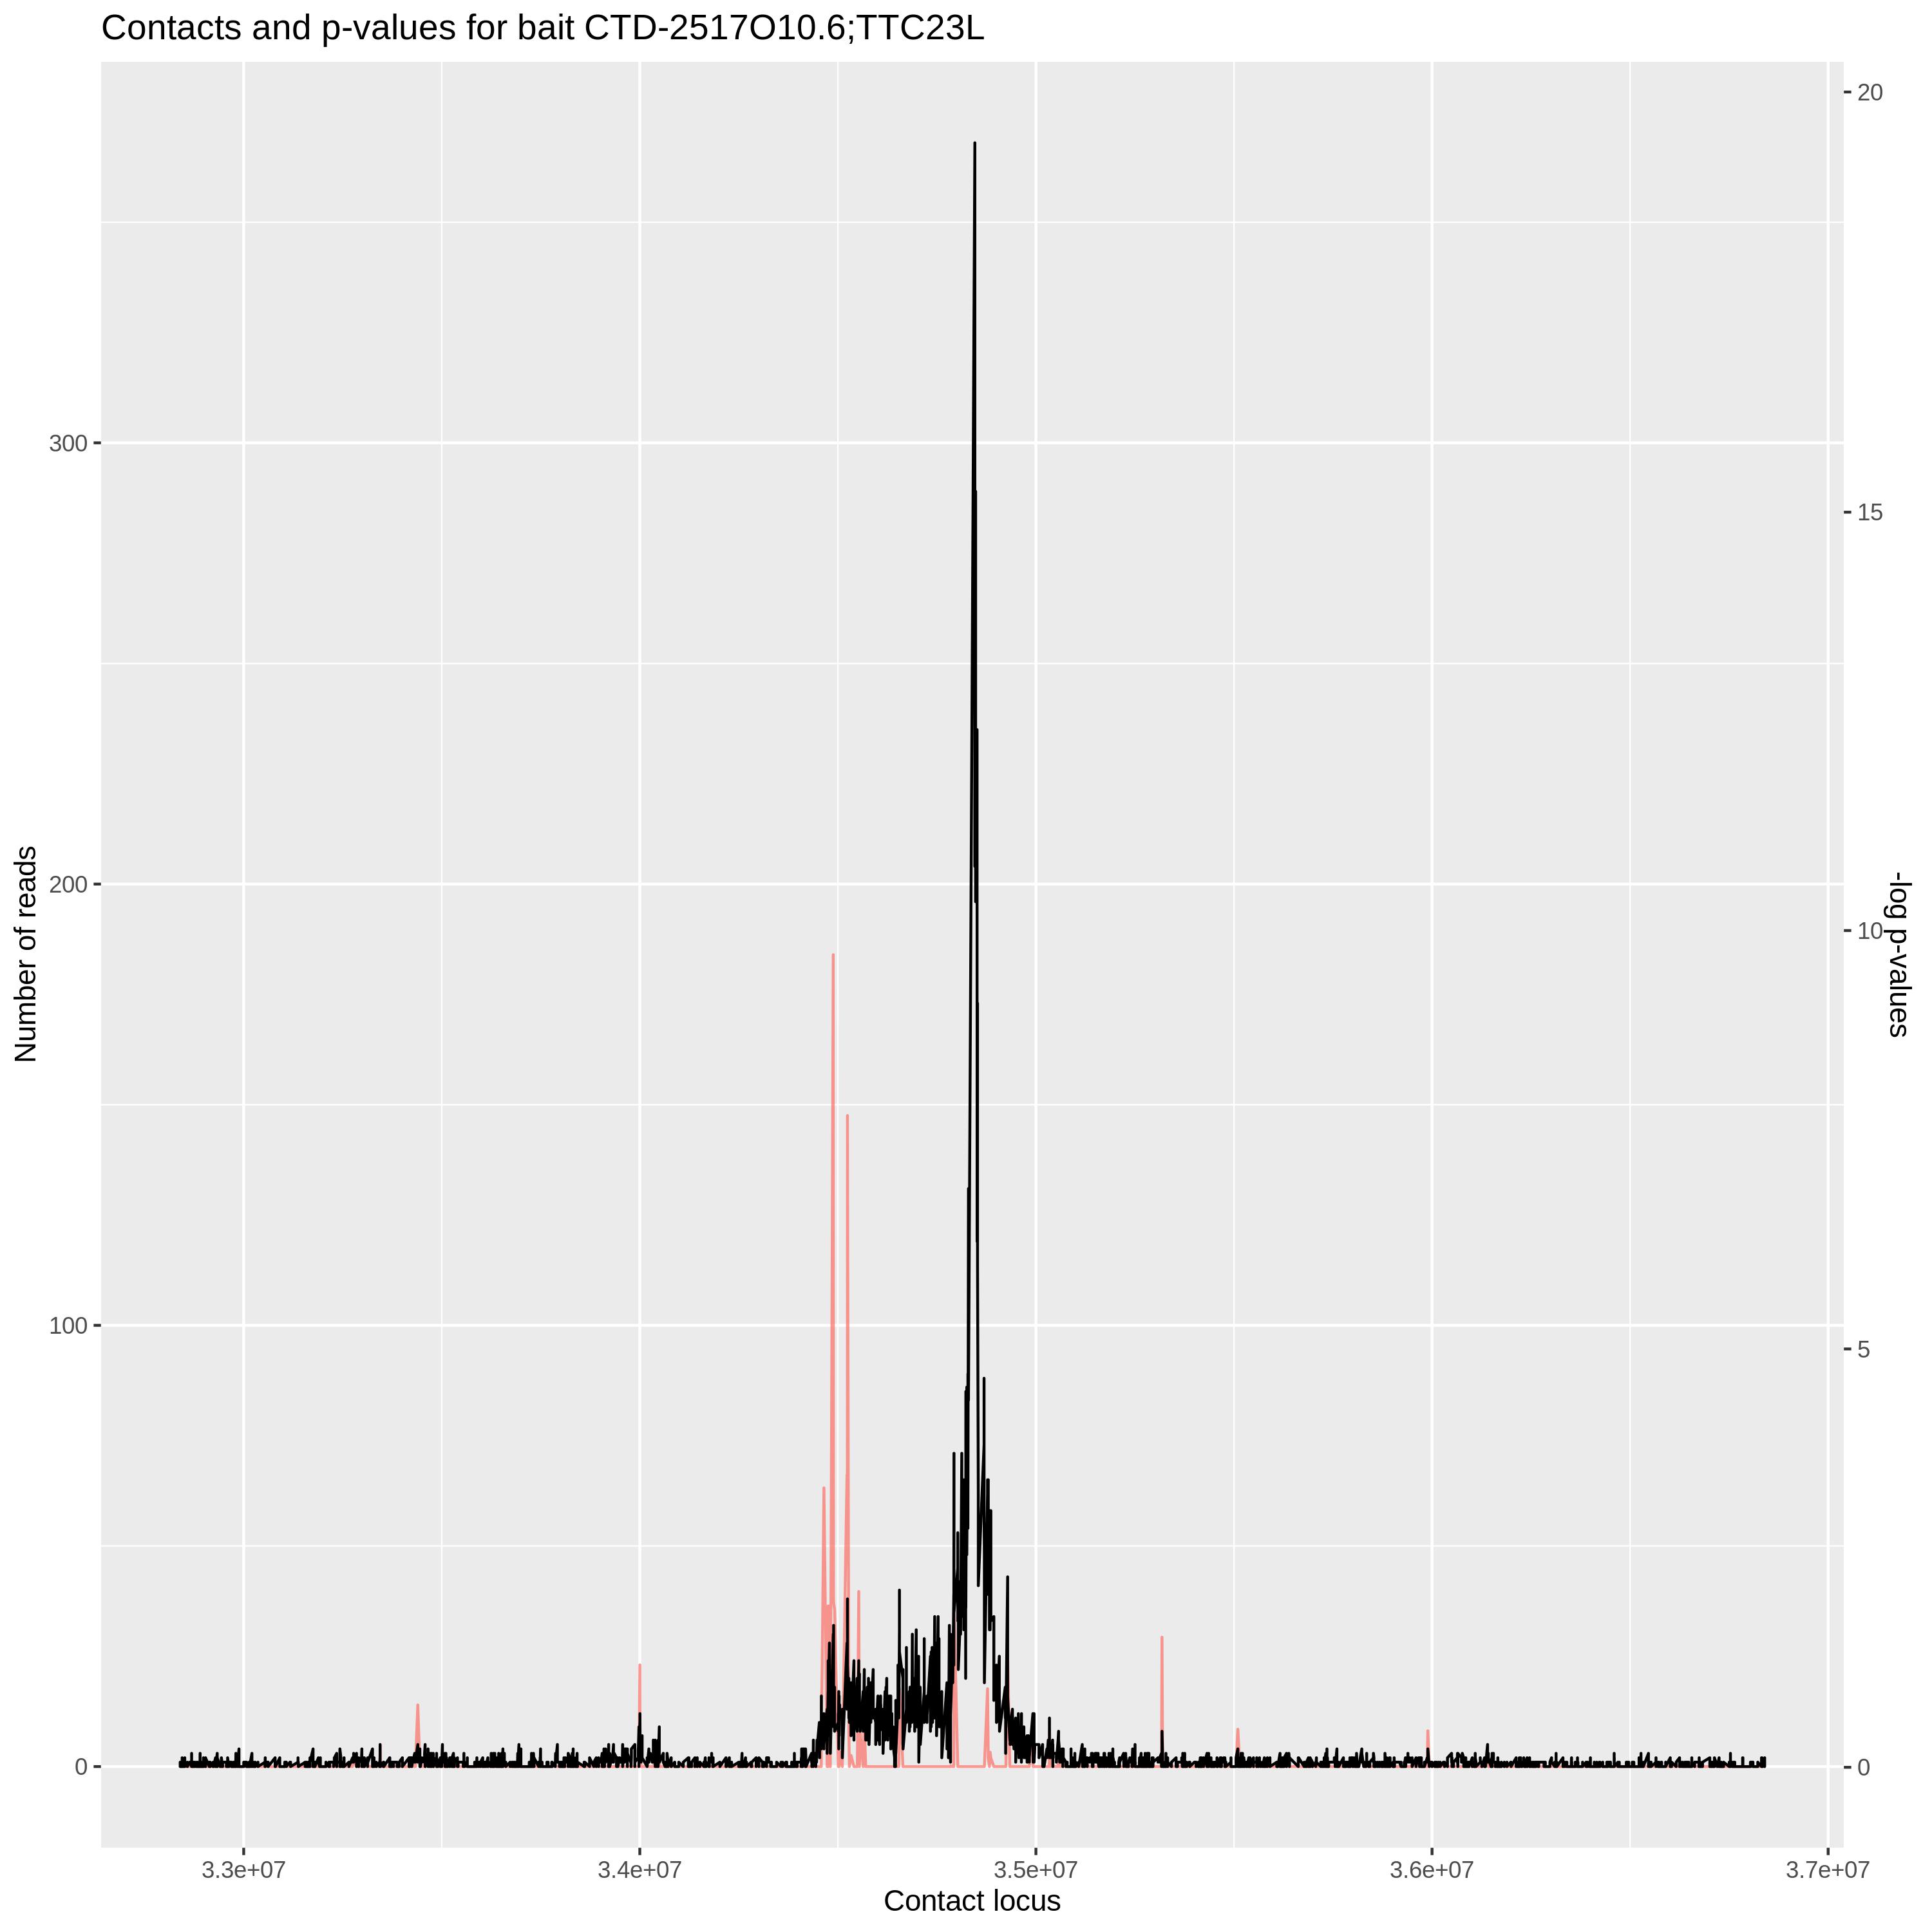 Contacts and p-values for bait CTD-2517O10.6;TTC23L
20
300
15
200
10
Number of reads
-log p-values
100
5
0
0
3.3e+07
3.4e+07
3.5e+07
3.6e+07
3.7e+07
Contact locus